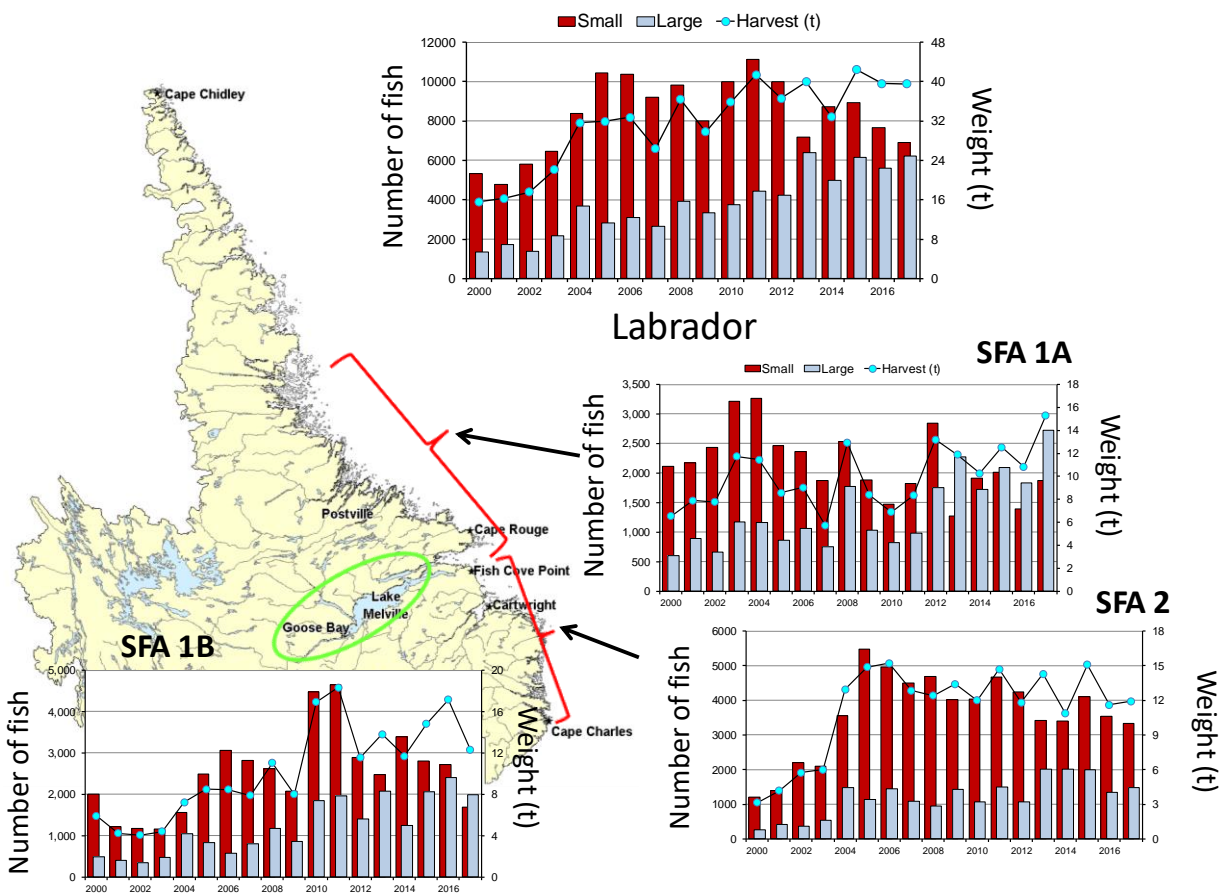 Small Large Harvest (t)
12000 48
10000 40
8000 32
6000 24
4000 16
2000 8
0 0
Number of fish
Weight (t)
2000 2002 2004 2006 2008 2010 2012 2014 2016
Labrador
Cape Chidley
Postville
Cape Rouge
Fish Cove Point
Lake
Melville
Cartwright
Goose Bay
Cape Charles
SFA 1A
Small Large Harvest (t)
3,500 18
3,000 16
2,500 14
2,000 12
1,500 10
1,000 8
500 6
0 4
2
0
Number of fish
Weight (t)
2000 2002 2004 2006 2008 2010 2012 2014 2016
SFA 2
6000 18
5000 15
4000 12
3000 9
2000 6
1000 3
0 0
Number of fish
Weight (t)
2000 2002 2004 2006 2008 2010 2012 2014 2016
SFA 1B
5,000 20
4,000 16
3,000 12
2,000 8
1,000 4
0 0
Number of fish
Weight (t)
2000 2002 2004 2006 2008 2010 2012 2014 2016